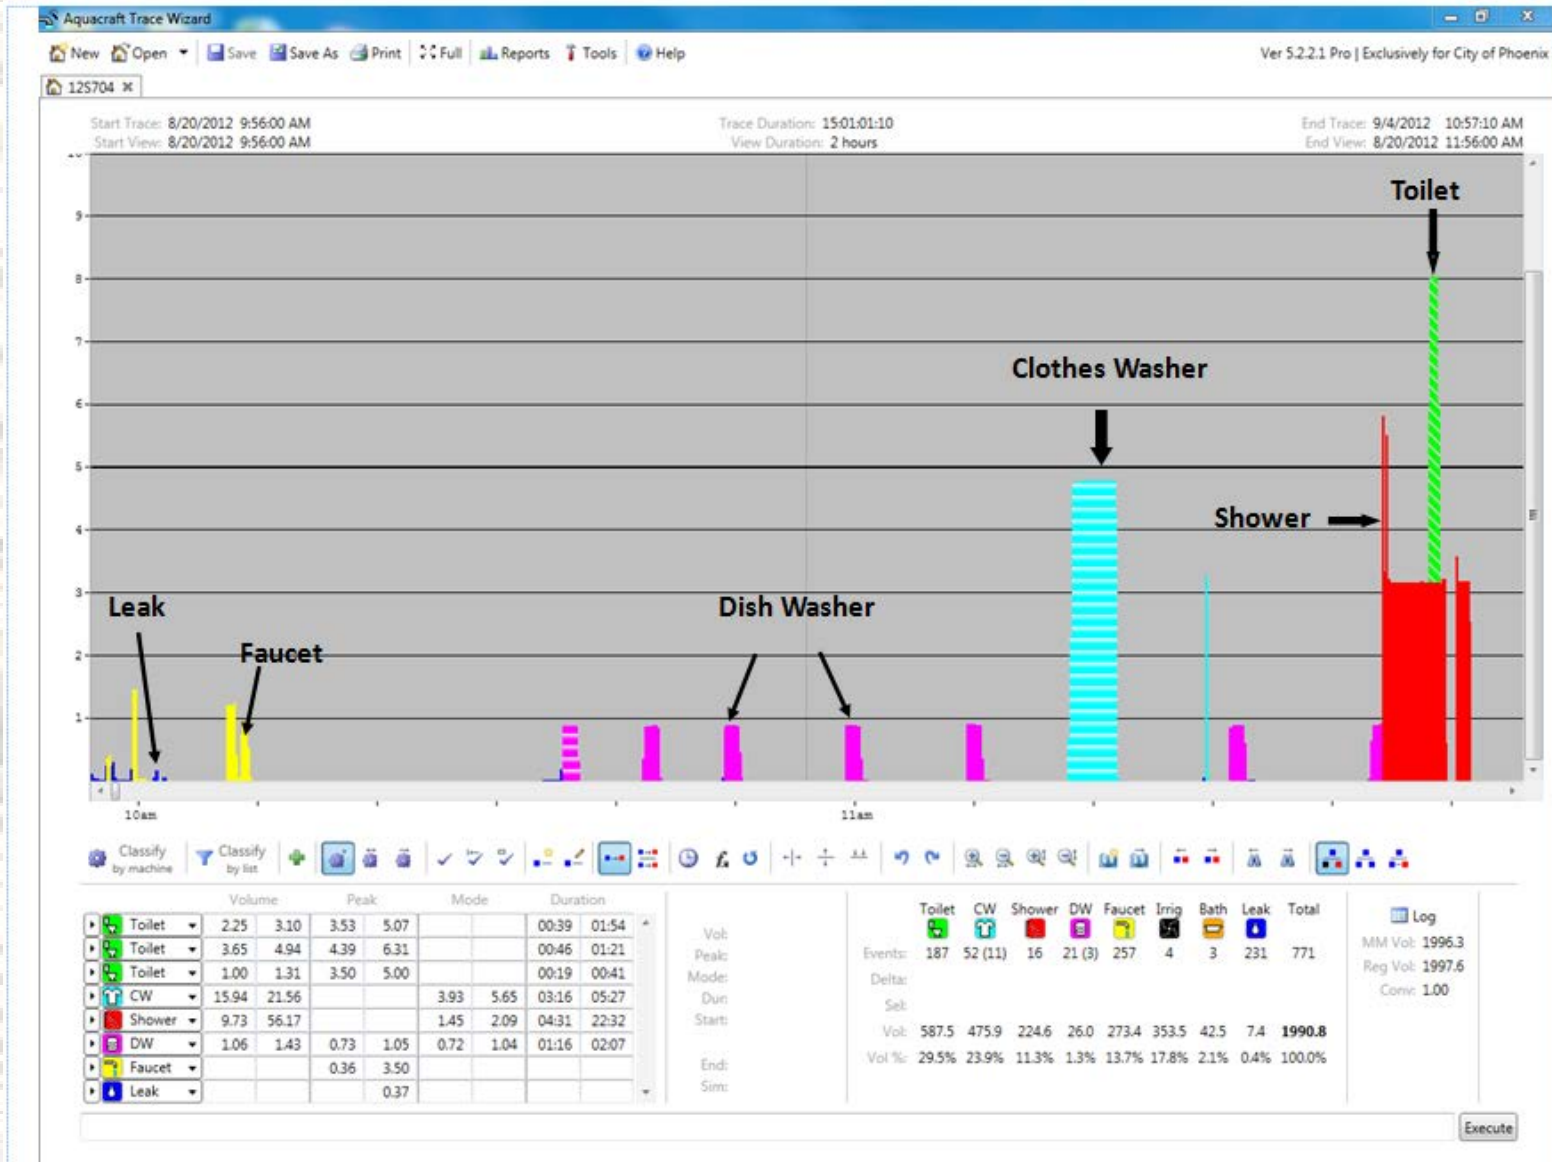 Aquacraft Trace Wizard
New Open Save Save As Print Full Reports Tools Help Ver 5.2.2.1 Pro | Exclusively for City of Phoenix
12S704
Start Trace: 8/20/2012 9:56:00 AM Trace Duration: 15:01:01:10 End Trace: 9/4/2012 10:57:10 AM
Start View: 8/20/2012 9:56:00 AM View Duration: 2 hours End View: 8/20/2012 11:56:00 AM
10
Toilet
9
8
7
Clothes Washer
6
5
Shower
4
3
Leak Dish Washer
Faucet
2
1
10am 11am
Classify by machine Classify by list
Volume Peak Mode Duration
Toilet 2.25 3.10 3.53 5.07 00:39 01:54
Toilet 3.65 4.94 4.39 6.31 00:46 01:21
Toilet 1.00 1.31 3.50 5.00 00:19 00:41
CW 15.94 21.56 3.93 5.65 03:16 05:27
Shower 9.73 56.17 1.45 2.09 04:31 22:32
DW 1.06 1.43 0.73 1.05 0.72 1.04 01:16 02:07
Faucet 0.36 3.50
Leak 0.37
Vol:
Peak:
Mode:
Dur:
Start:
End:
Sim:
Toilet CW Shower DW Faucet Irrig Bath Leak Total
Events: 187 52 (11) 16 21 (3) 257 4 3 231 771
Delta:
Sel:
Vol: 587.5 475.9 224.6 26.0 273.4 353.5 42.5 7.4 1990.8
Vol %: 29.5% 23.9% 11.3% 1.3% 13.7% 17.8% 2.1% 0.4% 100.0%
Log
MM Vol: 1996.3
Reg Vol: 1997.6
Conv: 1.00
Execute